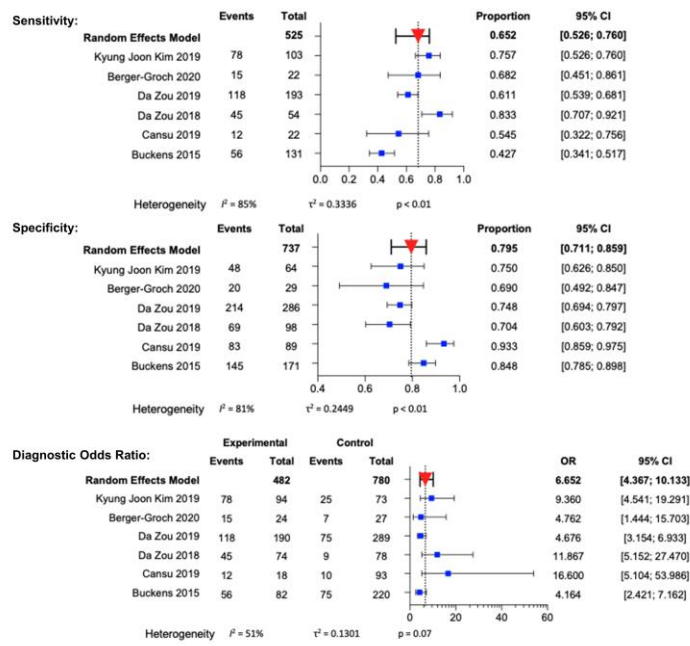 Sensitivity: Events Total Proportion 95% CI
Random Effects Model 525 0.652 [0.526; 0.760]
Kyung Joon Kim 2019 78 103 0.757 [0.526; 0.760]
Berger-Groch 2020 15 22 0.682 [0.451; 0.861]
Da Zou 2019 118 193 0.611 [0.539; 0.681]
Da Zou 2018 45 54 0.833 [0.707; 0.921]
Cansu 2019 12 22 0.545 [0.322; 0.756]
Buckens 2015 56 131 0.427 [0.341; 0.517]
0.0 0.2 0.4 0.6 0.8 1.0
Heterogeneity I² = 85% τ² = 0.3336 p < 0.01
Specificity: Events Total Proportion 95% CI
Random Effects Model 737 0.795 [0.711; 0.859]
Kyung Joon Kim 2019 48 64 0.750 [0.626; 0.850]
Berger-Groch 2020 20 29 0.690 [0.492; 0.847]
Da Zou 2019 214 286 0.748 [0.694; 0.797]
Da Zou 2018 69 98 0.704 [0.603; 0.792]
Cansu 2019 83 89 0.933 [0.859; 0.975]
Buckens 2015 145 171 0.848 [0.785; 0.898]
0.4 0.6 0.8 1.0
Heterogeneity I² = 81% τ² = 0.2449 p < 0.01
Experimental Control
Diagnostic Odds Ratio: Events Total Events Total OR 95% CI
Random Effects Model 482 780 6.652 [4.367; 10.133]
Kyung Joon Kim 2019 78 94 25 73 9.360 [4.541; 19.291]
Berger-Groch 2020 15 24 7 27 4.762 [1.444; 15.703]
Da Zou 2019 118 190 75 289 4.676 [3.154; 6.933]
Da Zou 2018 45 74 9 78 11.867 [5.152; 27.470]
Cansu 2019 12 18 10 93 16.600 [5.104; 53.986]
Buckens 2015 56 82 75 220 4.164 [2.421; 7.162]
0 20 40 60
Heterogeneity I² = 51% τ² = 0.1301 p = 0.07